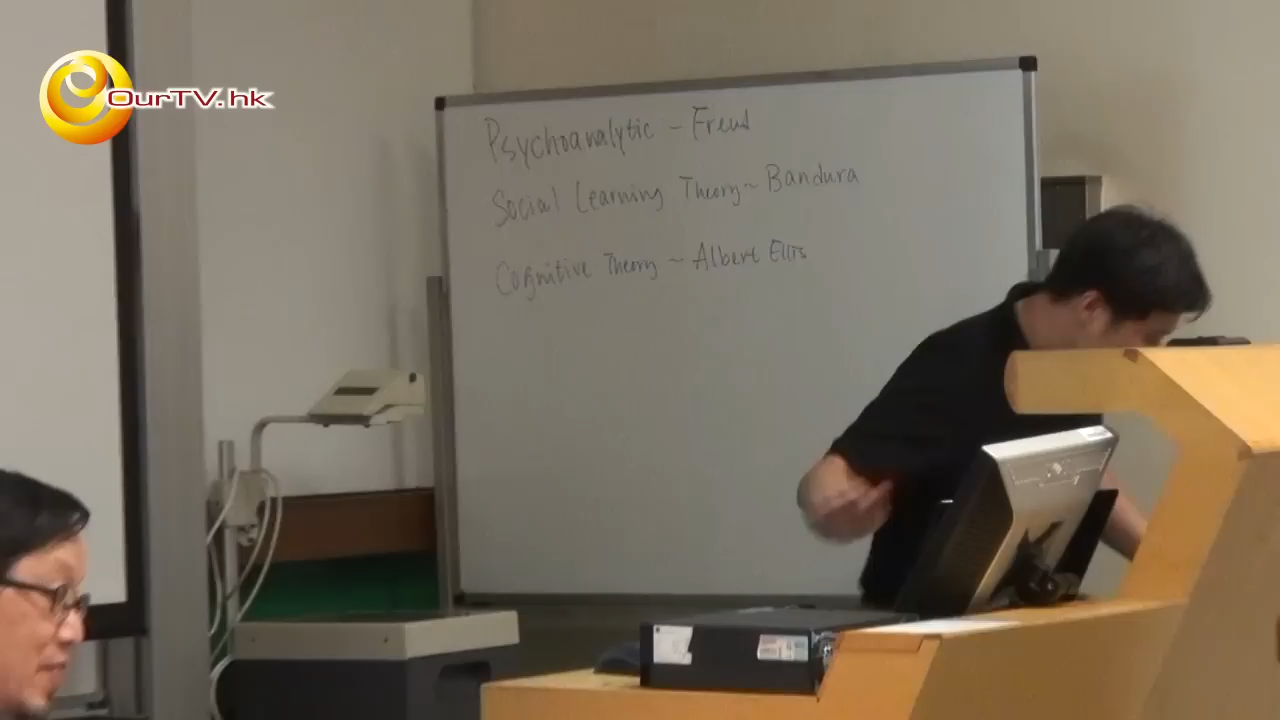 OurTV.hk
Psychoanalytic - Freud
Social Learning Theory ~ Bandura
Cognitive Theory ~ Albert Ellis